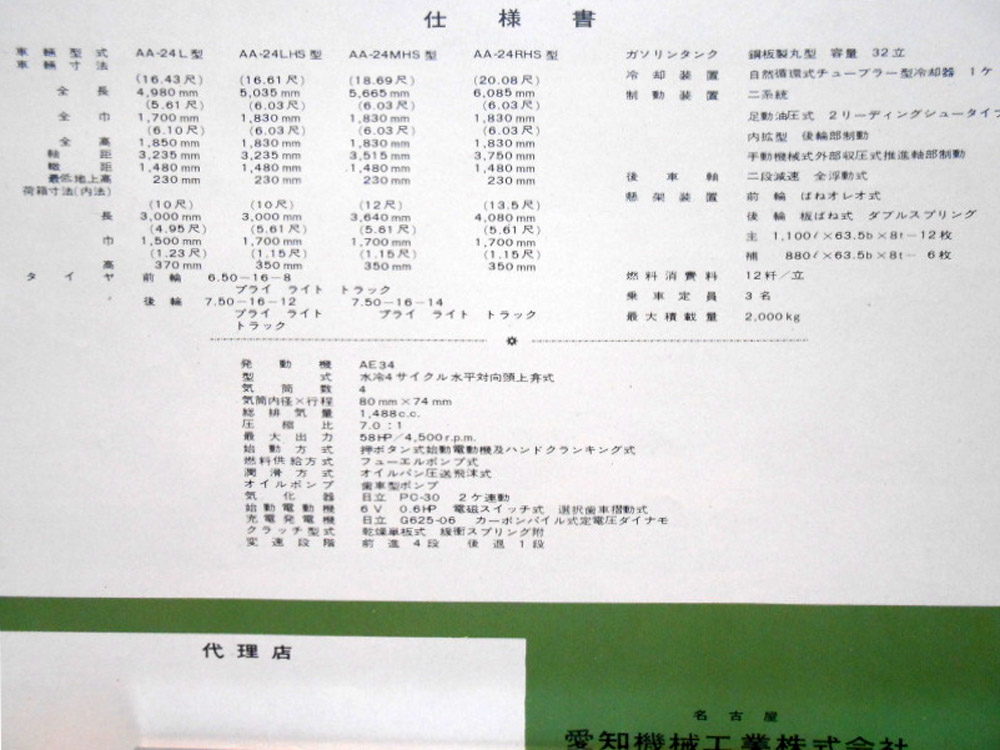 仕様書
車輛型式 AA-24L型 AA-24LHS型 AA-24MHS型 AA-24RHS型
車輛寸法
(16.43尺) (16.61尺) (18.69尺) (20.08尺)
全長 4,980mm 5,035mm 5,665mm 6,085mm
(5.61尺) (6.03尺) (6.03尺) (6.03尺)
全巾 1,700mm 1,830mm 1,830mm 1,830mm
(6.10尺) (6.03尺) (6.03尺) (6.03尺)
全高 1,850mm 1,830mm 1,830mm 1,830mm
軸距 3,235mm 3,235mm 3,515mm 3,750mm
轍距 1,480mm 1,480mm 1,480mm 1,480mm
最低地上高 230mm 230mm 230mm 230mm
荷箱寸法(内法)
(10尺) (10尺) (12尺) (13.5尺)
長 3,000mm 3,000mm 3,640mm 4,080mm
(4.95尺) (5.61尺) (5.61尺) (5.61尺)
巾 1,500mm 1,700mm 1,700mm 1,700mm
(1.23尺) (1.15尺) (1.15尺) (1.15尺)
高 370mm 350mm 350mm 350mm
タイヤ 前輪 6.50-16-8
プライ ライト トラック
後輪 7.50-16-12 7.50-16-14
プライ ライト プライ ライト トラック
トラック
ガソリンタンク 鋼板製丸型 容量 32立
冷却装置 自然循環式チューブラー型冷却器 1ケ
制動装置 二系統
足動油圧式 2リーディングシュータイプ
内拡型 後輪部制動
手動機械式外部収圧式推進軸部制動
後車軸 二段減速 全浮動式
懸架装置 前輪 ばねオレオ式
後輪 板ばね式 ダブルスプリング
主 1,100ℓ×63.5b×8t-12枚
補 880ℓ×63.5b×8t- 6枚
燃料消費料 12粁/立
乗車定員 3名
最大積載量 2,000kg
発動機 AE34
型式 水冷4サイクル水平対向頭上弁式
気筒数 4
気筒内径×行程 80mm×74mm
総排気量 1,488c.c.
圧縮比 7.0:1
最大出力 58HP/4,500r.p.m.
始動方式 押ボタン式始動電動機及ハンドクランキング式
燃料供給方式 フューエルポンプ式
潤滑方式 オイルパン圧送飛沫式
オイルポンプ 歯車型ポンプ
気化器 日立 PC-30 2ケ連動
始動電動機 6V 0.6HP 電磁スイッチ式 選択歯車摺動式
充電発電機 日立 G625-06 カーボンパイル式定電圧ダイナモ
クラッチ型式 乾燥単板式 緩衝スプリング附
変速段階 前進4段 後退1段
代理店
名古屋
愛知機械工業株式会社